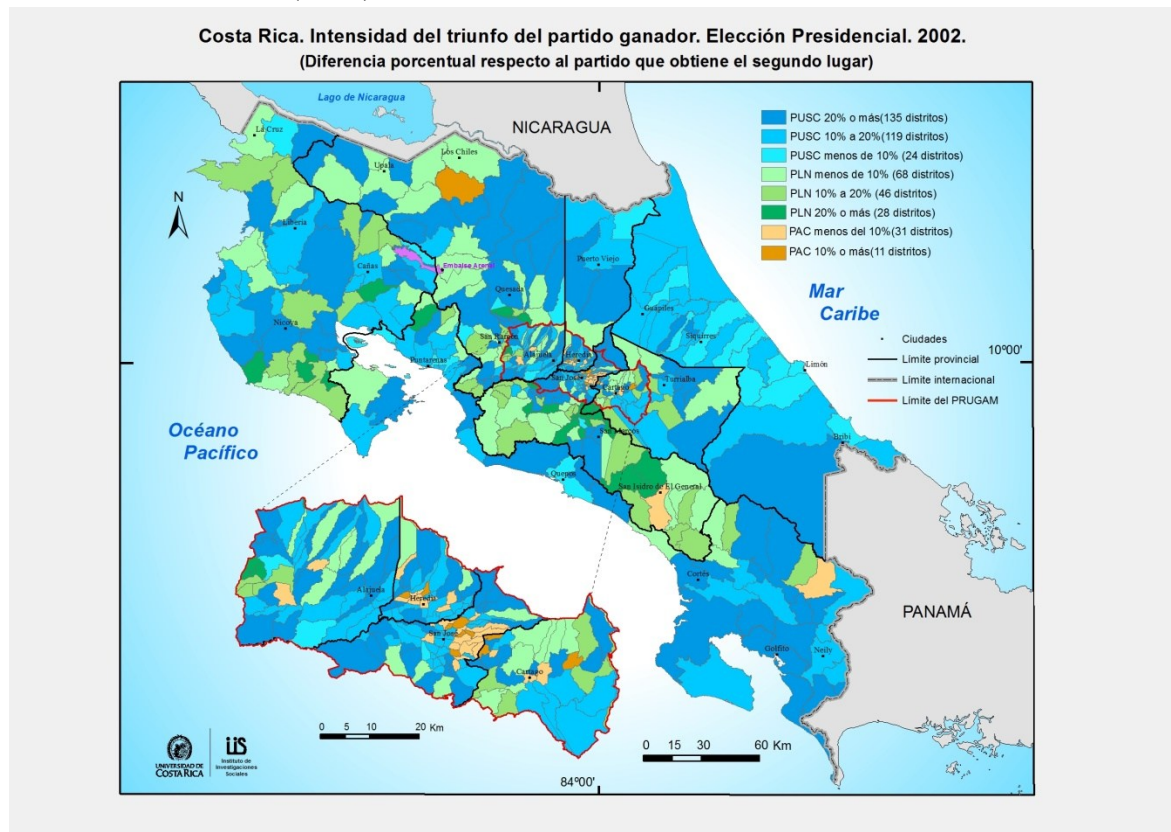 Costa Rica. Intensidad del triunfo del partido ganador. Elección Presidencial. 2002.
(Diferencia porcentual respecto al partido que obtiene el segundo lugar)
Lago de Nicaragua
NICARAGUA
La Cruz
Los Chiles
Upala
N
Liberia
Cañas
Embalse Arenal
Quesada
Puerto Viejo
Guápiles
Siquirres
Nicoya
San Ramón
Puntarenas
Alajuela
Heredia
San José
Cartago
Turrialba
Limón
San Marcos
Quepos
San Isidro de El General
Bribí
Cortés
Golfito
Neily
PUSC 20% o más(135 distritos)
PUSC 10% a 20%(119 distritos)
PUSC menos de 10% (24 distritos)
PLN menos de 10% (68 distritos)
PLN 10% a 20% (46 distritos)
PLN 20% o más (28 distritos)
PAC menos del 10%(31 distritos)
PAC 10% o más(11 distritos)
Mar
Caribe
Ciudades
Límite provincial
Límite internacional
Límite del PRUGAM
10º00'
Océano
Pacífico
PANAMÁ
Alajuela
Heredia
San José
Cartago
0 5 10 20 Km
0 15 30 60 Km
UNIVERSIDAD DE
COSTA RICA
iiS
Instituto de
Investigaciones
Sociales
84º00'